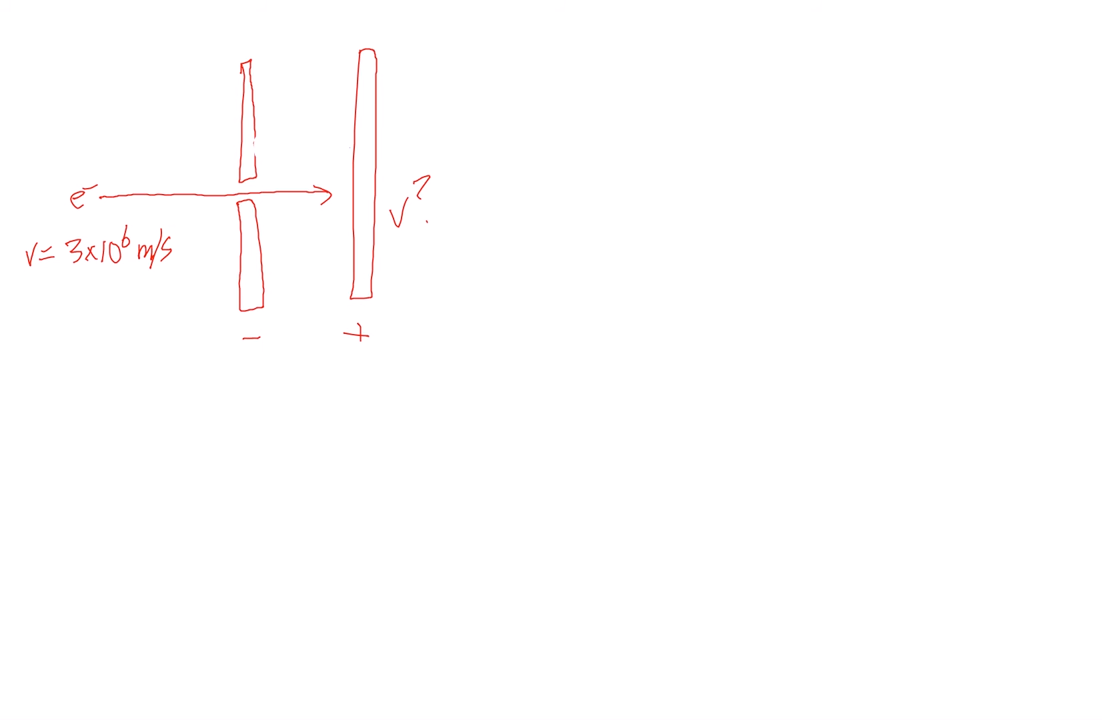 e⁻
v = 3x10⁶ m/s
v?
- +